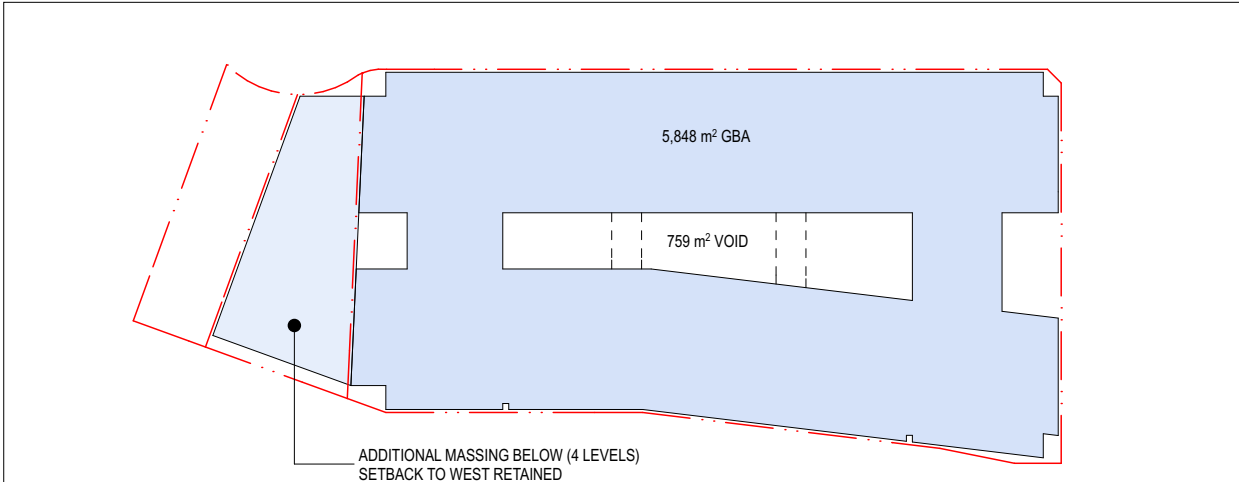 5,848 m² GBA
759 m² VOID
ADDITIONAL MASSING BELOW (4 LEVELS)
SETBACK TO WEST RETAINED